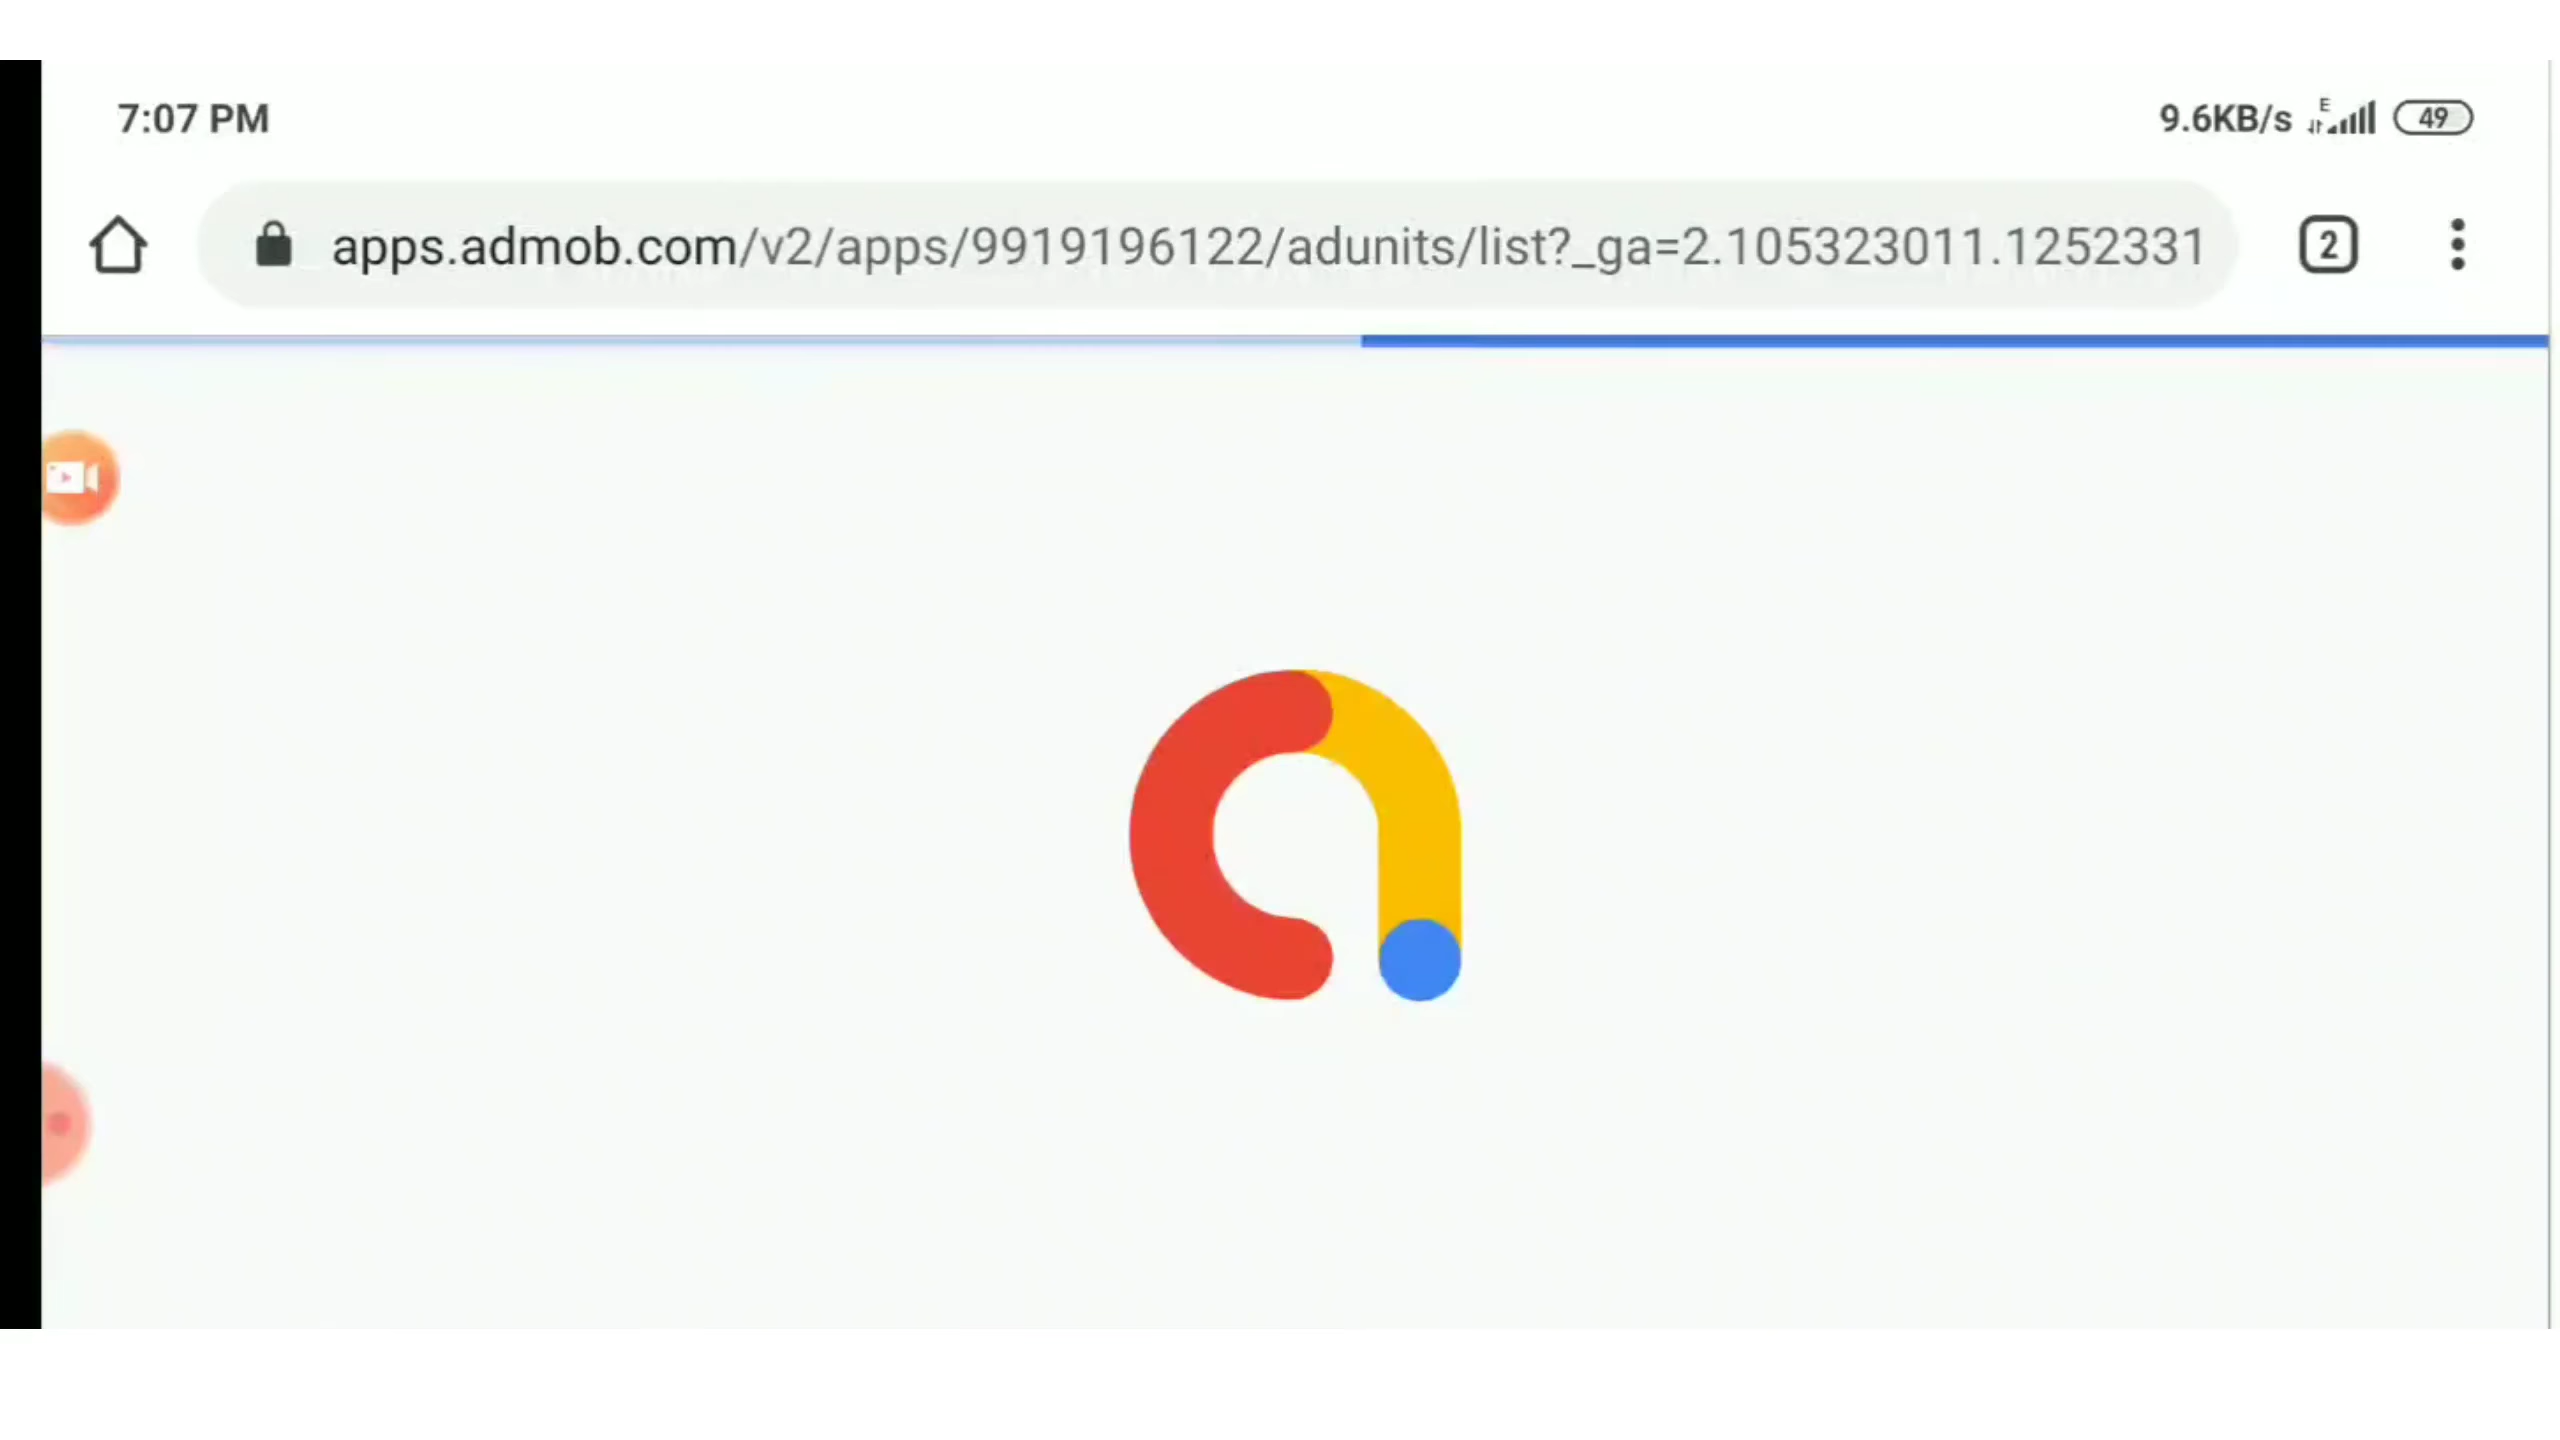 7:07 PM
9.6KB/s E 49
apps.admob.com/v2/apps/9919196122/adunits/list?_ga=2.105323011.1252331
2